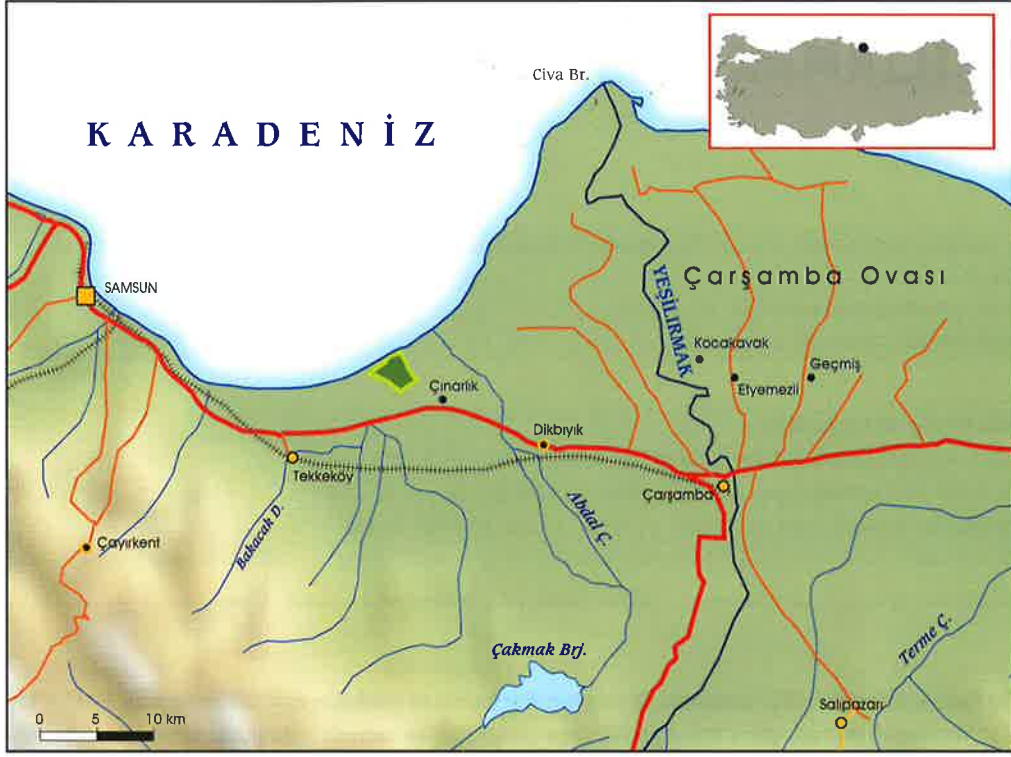 Civa Br.
KARADENİZ
SAMSUN
YEŞİLIRMAK
Çarşamba Ovası
Kocakavak
Geçmiş
Elyemezli
Çınarlık
Dikbıyık
Tekkeköy
Çarşamba
Abdal Ç.
Bakacak D.
Çayırkent
Çakmak Brj.
Terme Ç.
Salıpazarı
0 5 10 km